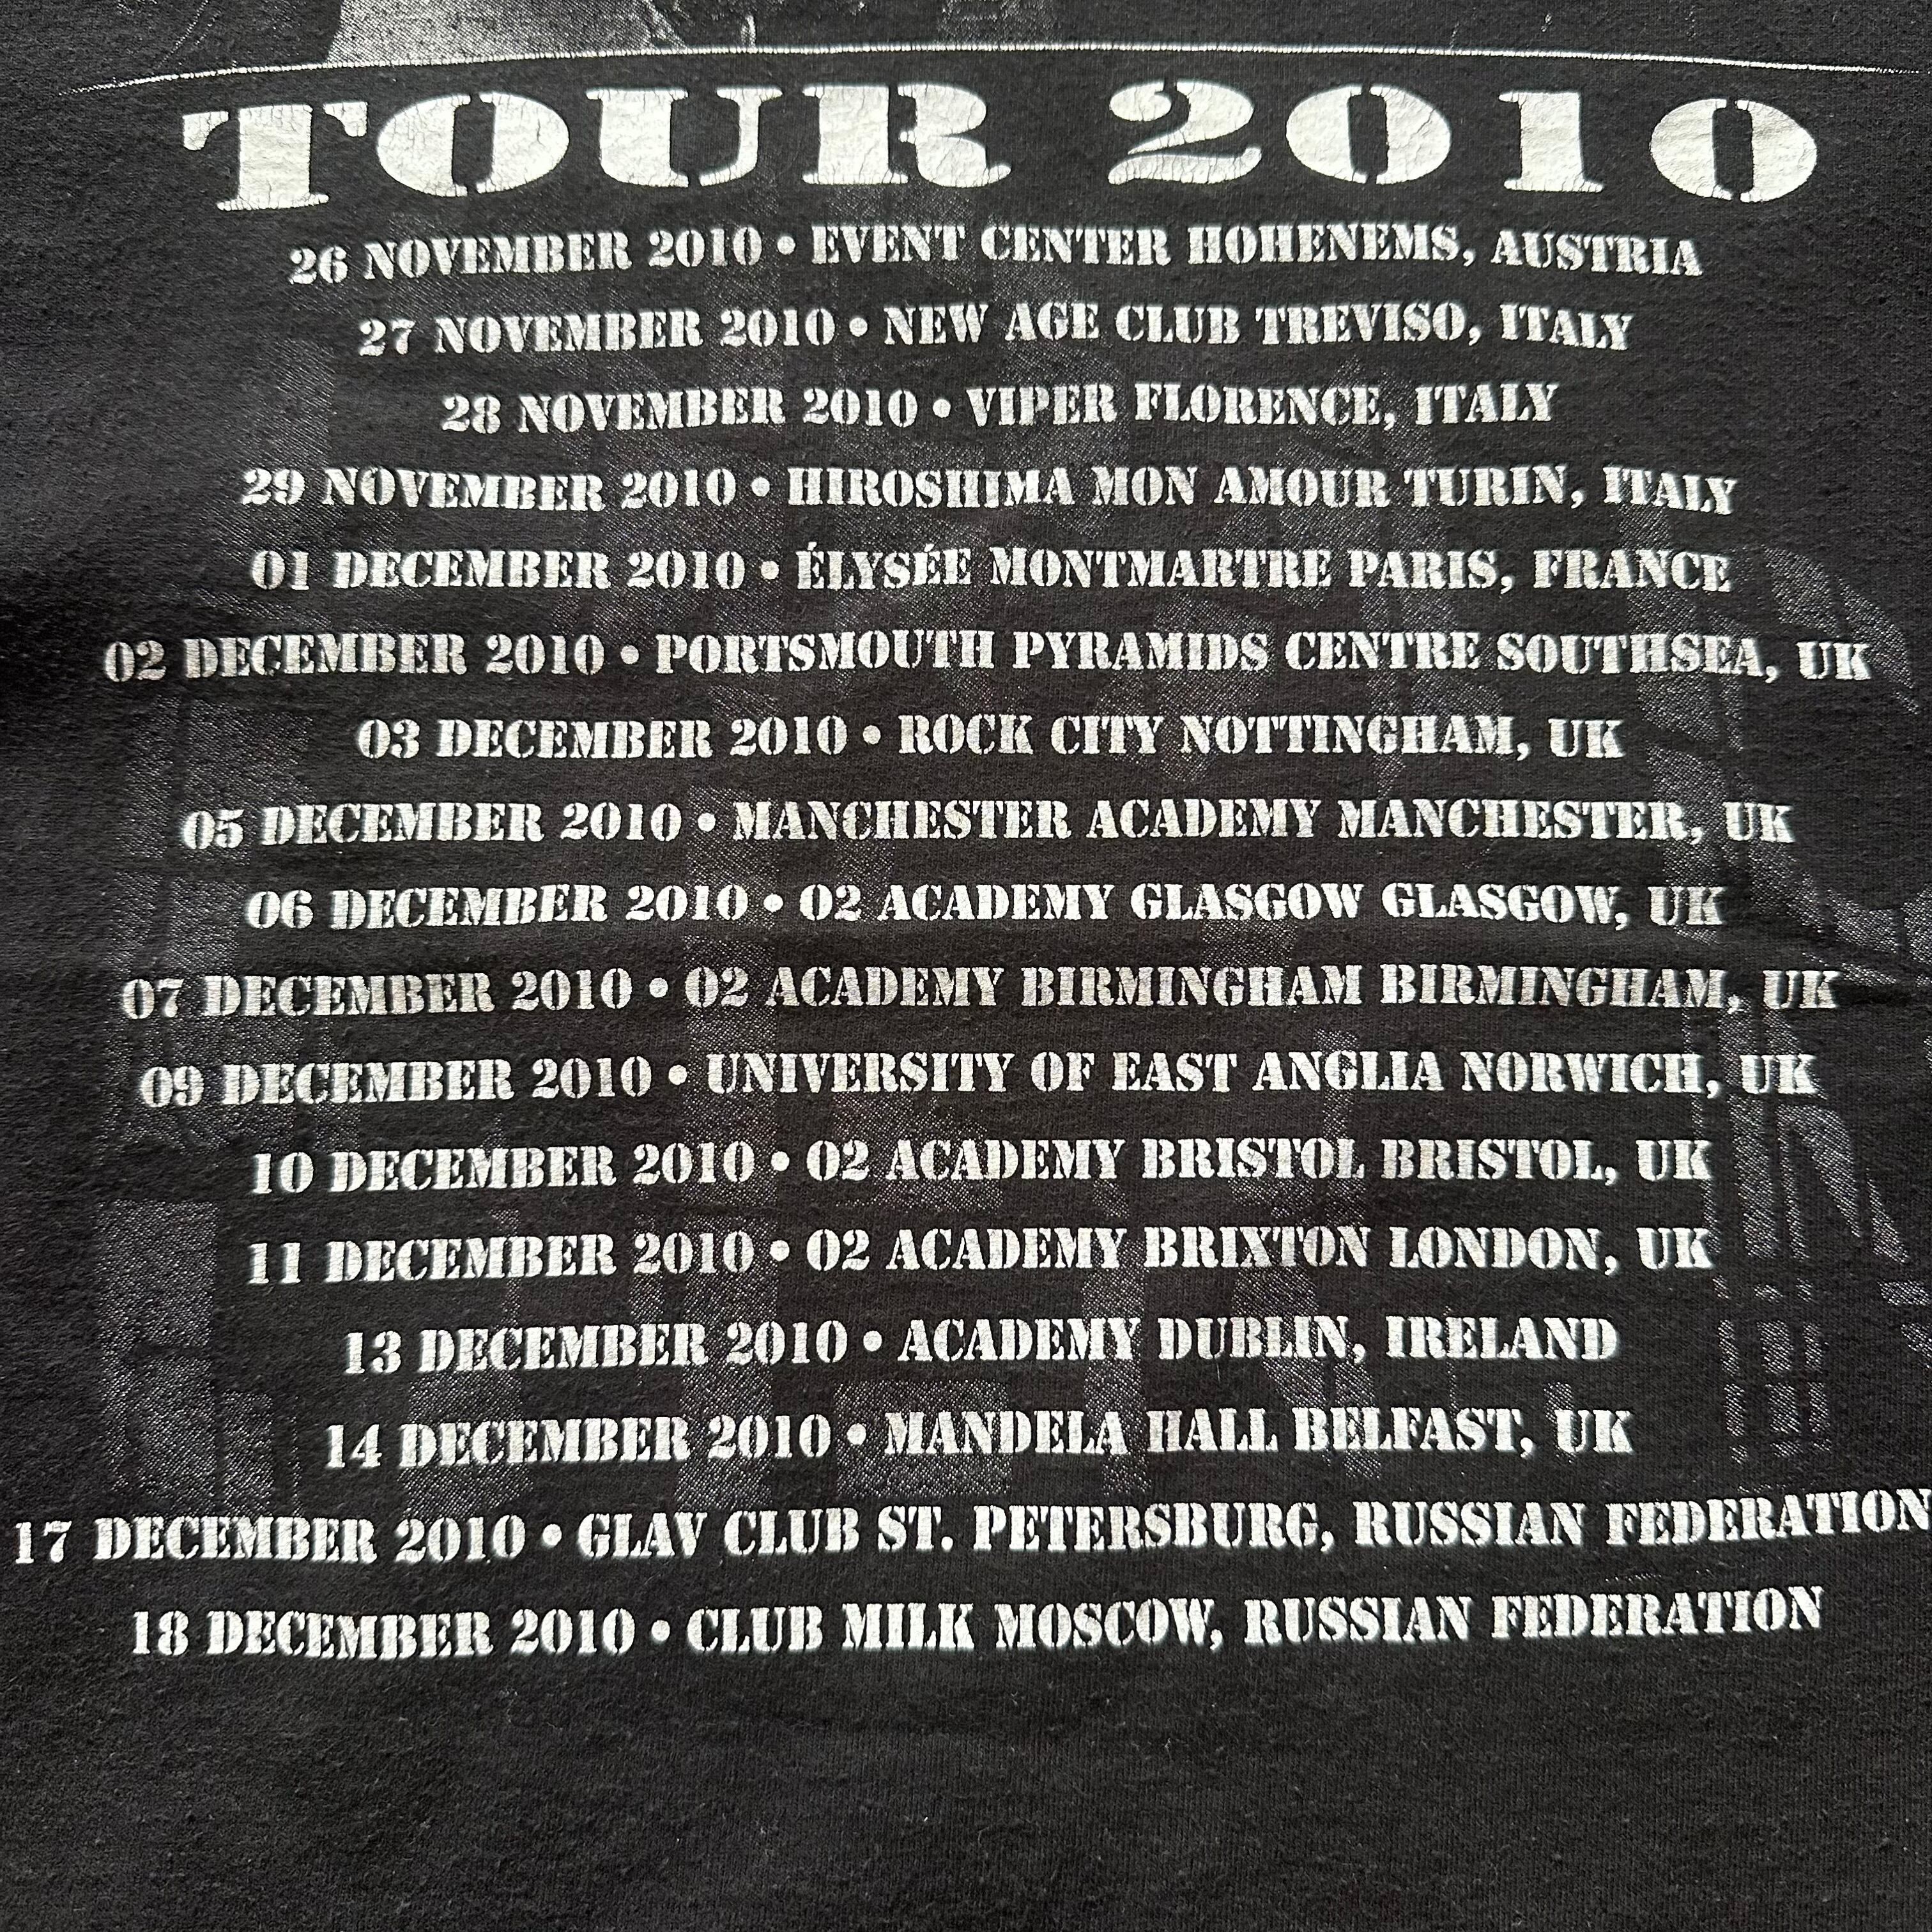 TOUR 2010
26 NOVEMBER 2010 • EVENT CENTER HOHENEMS, AUSTRIA
27 NOVEMBER 2010 • NEW AGE CLUB TREVISO, ITALY
28 NOVEMBER 2010 • VIPER FLORENCE, ITALY
29 NOVEMBER 2010 • HIROSHIMA MON AMOUR TURIN, ITALY
01 DECEMBER 2010 • ÉLYSÉE MONTMARTRE PARIS, FRANCE
02 DECEMBER 2010 • PORTSMOUTH PYRAMIDS CENTRE SOUTHSEA, UK
03 DECEMBER 2010 • ROCK CITY NOTTINGHAM, UK
05 DECEMBER 2010 • MANCHESTER ACADEMY MANCHESTER, UK
06 DECEMBER 2010 • 02 ACADEMY GLASGOW GLASGOW, UK
07 DECEMBER 2010 • 02 ACADEMY BIRMINGHAM BIRMINGHAM, UK
09 DECEMBER 2010 • UNIVERSITY OF EAST ANGLIA NORWICH, UK
10 DECEMBER 2010 • 02 ACADEMY BRISTOL BRISTOL, UK
11 DECEMBER 2010 • 02 ACADEMY BRIXTON LONDON, UK
13 DECEMBER 2010 • ACADEMY DUBLIN, IRELAND
14 DECEMBER 2010 • MANDELA HALL BELFAST, UK
17 DECEMBER 2010 • GLAV CLUB ST. PETERSBURG, RUSSIAN FEDERATION
18 DECEMBER 2010 • CLUB MILK MOSCOW, RUSSIAN FEDERATION